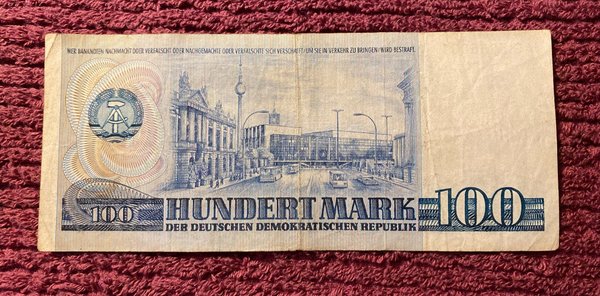 WER BANKNOTEN NACHMACHT ODER VERFÄLSCHT ODER NACHGEMACHTE ODER VERFÄLSCHTE SICH VERSCHAFFT, UM SIE IN VERKEHR ZU BRINGEN, WIRD BESTRAFT.
100 HUNDERT MARK 100
DER DEUTSCHEN DEMOKRATISCHEN REPUBLIK